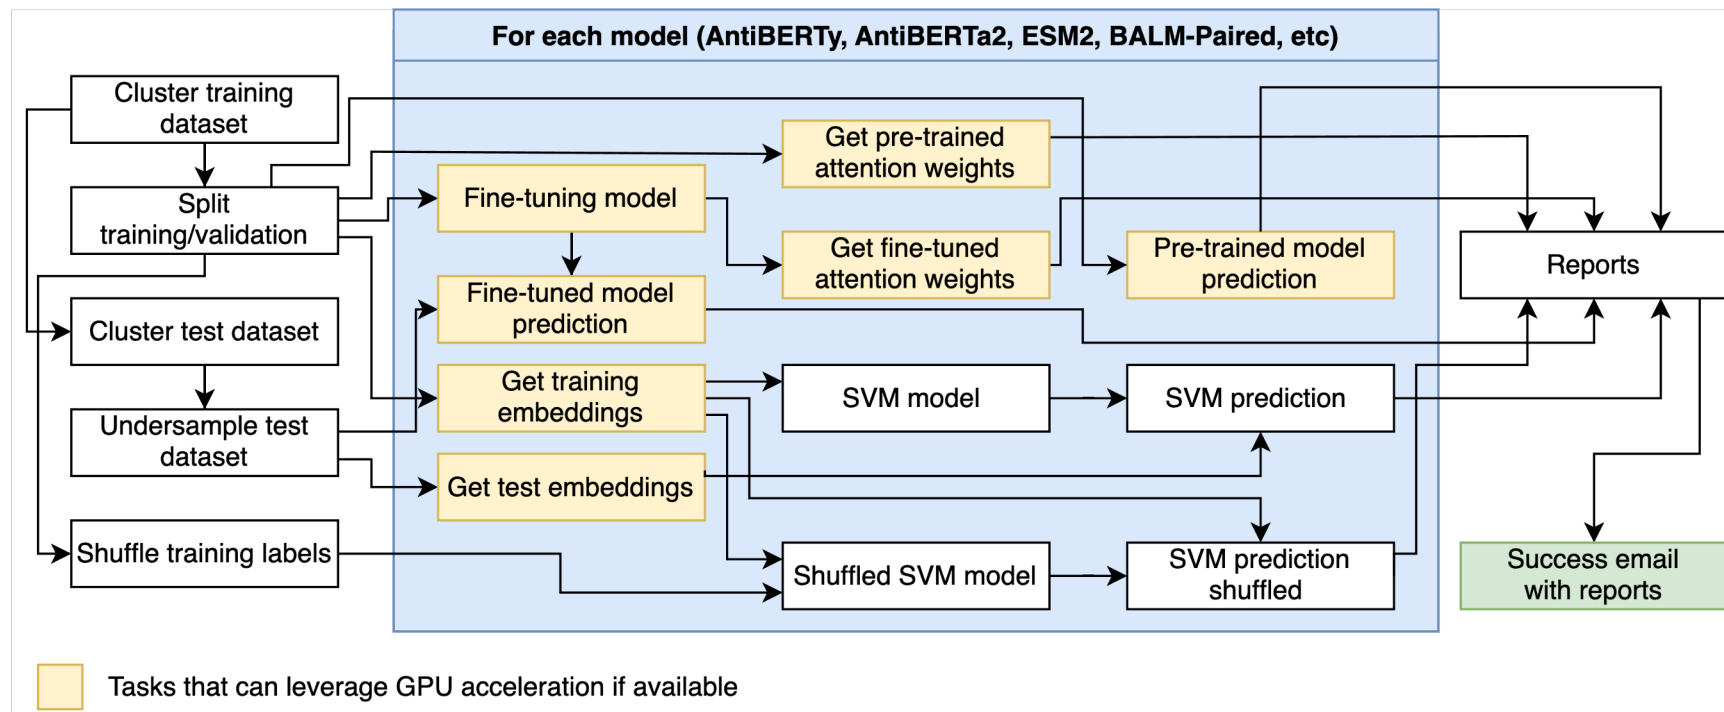 For each model (AntiBERTy, AntiBERTa2, ESM2, BALM-Paired, etc)
Cluster training
dataset
Split
training/validation
Cluster test dataset
Undersample test
dataset
Shuffle training labels
Fine-tuning model
Fine-tuned model
prediction
Get training
embeddings
Get test embeddings
Get pre-trained
attention weights
Get fine-tuned
attention weights
SVM model
Shuffled SVM model
Pre-trained model
prediction
SVM prediction
SVM prediction
shuffled
Reports
Success email
with reports
Tasks that can leverage GPU acceleration if available